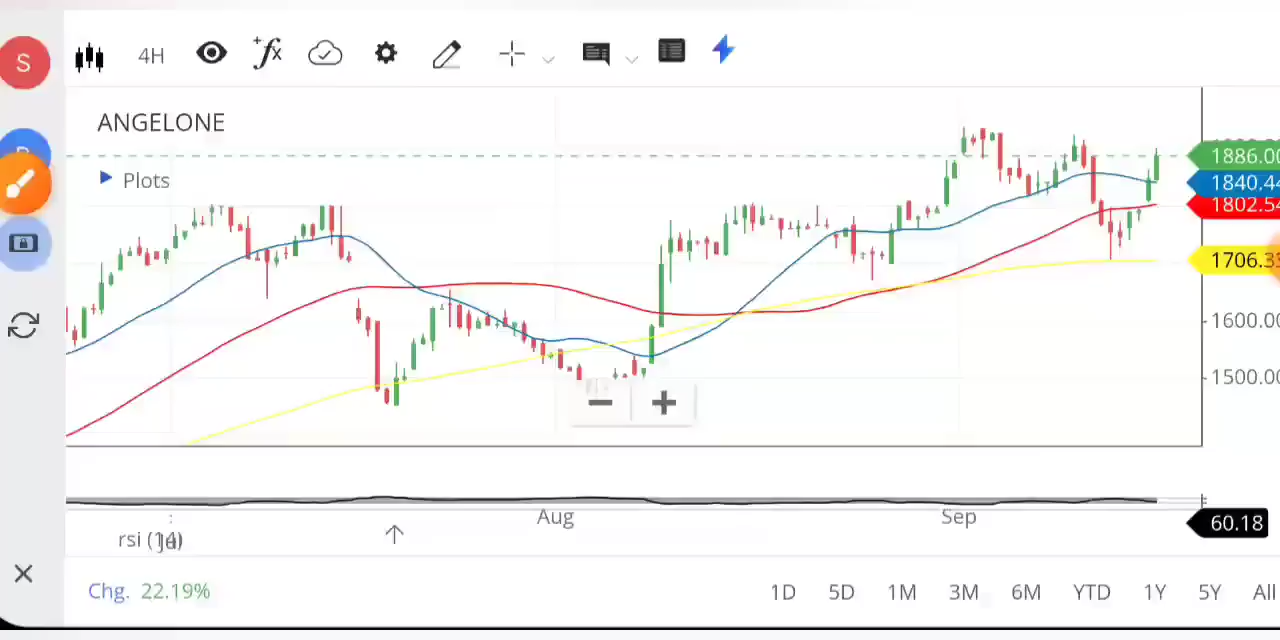 S
4H
fx
ANGELONE
1886.00
Plots
1840.44
1802.54
1706.33
1600.00
1500.00
Aug
Sep
60.18
rsi (14)
Chg. 22.19%
1D 5D 1M 3M 6M YTD 1Y 5Y All